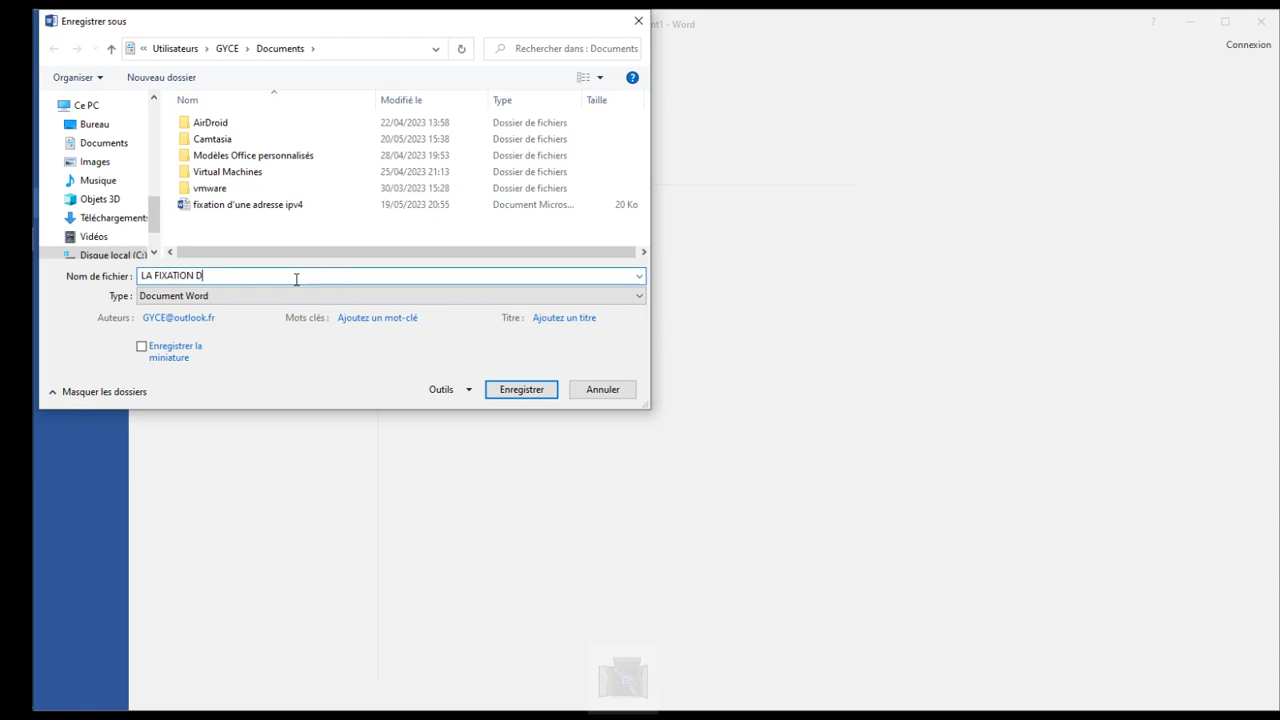 Enregistrer sous
nt1 - Word
?
Connexion
« Utilisateurs > GYCE > Documents >
Rechercher dans : Documents
Organiser
Nouveau dossier
?
Ce PC
Bureau
Documents
Images
Musique
Objets 3D
Téléchargement:
Vidéos
Disque local (C:)
Nom Modifié le Type Taille
AirDroid 22/04/2023 13:58 Dossier de fichiers
Camtasia 20/05/2023 15:38 Dossier de fichiers
Modèles Office personnalisés 28/04/2023 19:53 Dossier de fichiers
Virtual Machines 25/04/2023 21:13 Dossier de fichiers
vmware 30/03/2023 15:28 Dossier de fichiers
fixation d'une adresse ipv4 19/05/2023 20:55 Document Micros... 20 Ko
Nom de fichier : LA FIXATION D
Type : Document Word
Auteurs : GYCE@outlook.fr Mots clés : Ajoutez un mot-clé Titre : Ajoutez un titre
Enregistrer la
miniature
Masquer les dossiers
Outils
Enregistrer
Annuler